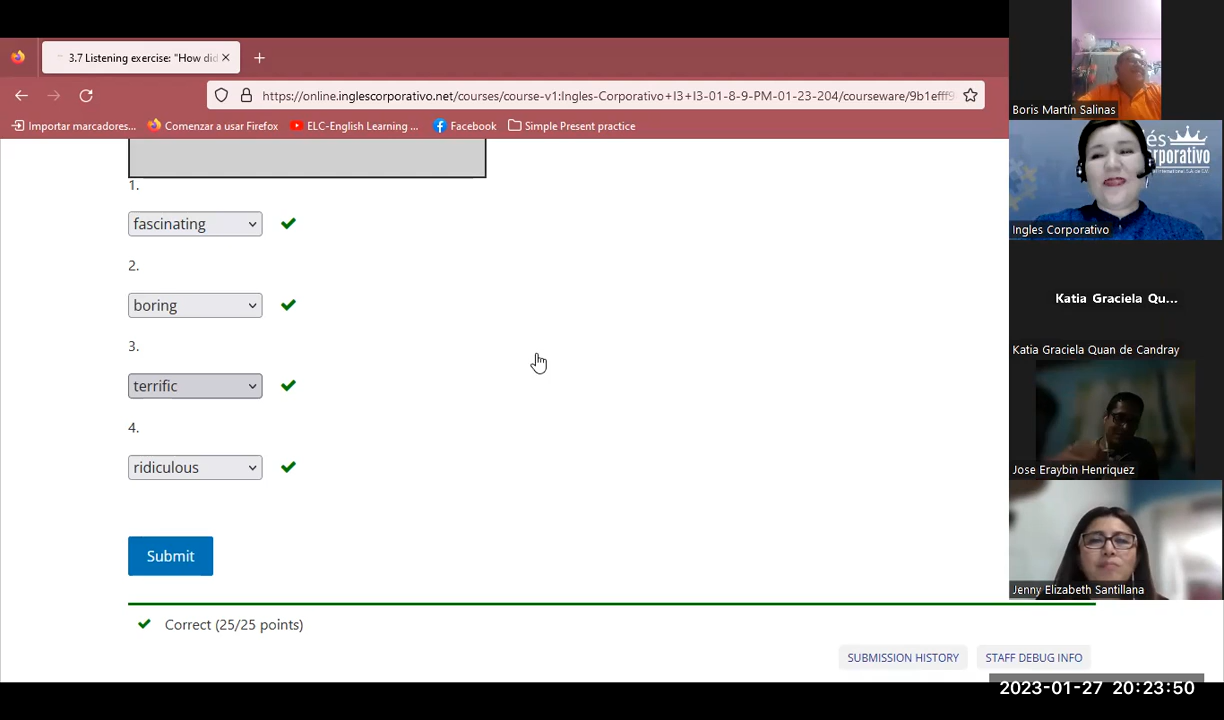 3.7 Listening exercise: "How did
https://online.inglescorporativo.net/courses/course-v1:Ingles-Corporativo+I3+I3-01-8-9-PM-01-23-204/courseware/9b1efff9
Importar marcadores...
Comenzar a usar Firefox
ELC-English Learning ...
Facebook
Simple Present practice
1.
fascinating
2.
boring
3.
terrific
4.
ridiculous
Submit
Correct (25/25 points)
SUBMISSION HISTORY
STAFF DEBUG INFO
2023-01-27 20:23:50
Boris Martín Salinas
Ingles Corporativo
Katia Graciela Qu...
Katia Graciela Quan de Candray
Jose Eraybin Henriquez
Jenny Elizabeth Santillana